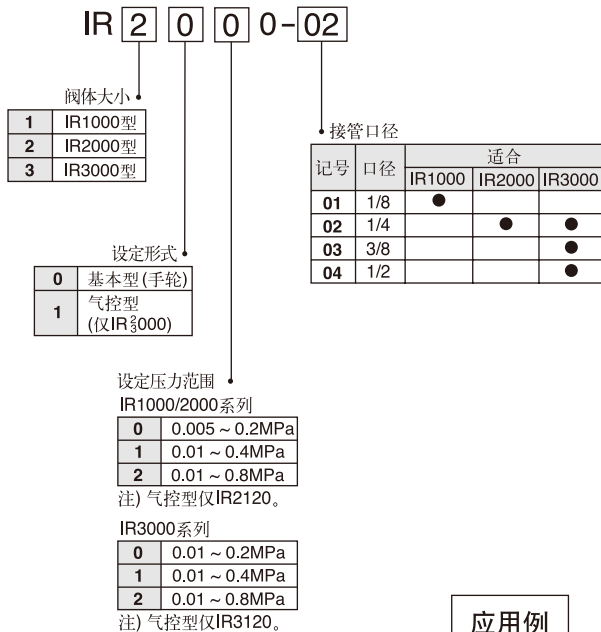 IR 2 0 0 0-02
阀体大小
1 IR1000型
2 IR2000型
3 IR3000型
接管口径
记号 口径 适合
IR1000 IR2000 IR3000
01 1/8 ●
02 1/4 ● ●
03 3/8 ●
04 1/2 ●
设定形式
0 基本型(手轮)
1 气控型
(仅IR²₃000)
设定压力范围
IR1000/2000系列
0 0.005~0.2MPa
1 0.01~0.4MPa
2 0.01~0.8MPa
注) 气控型仅IR2120。
IR3000系列
0 0.01~0.2MPa
1 0.01~0.4MPa
2 0.01~0.8MPa
注) 气控型仅IR3120。
应用例